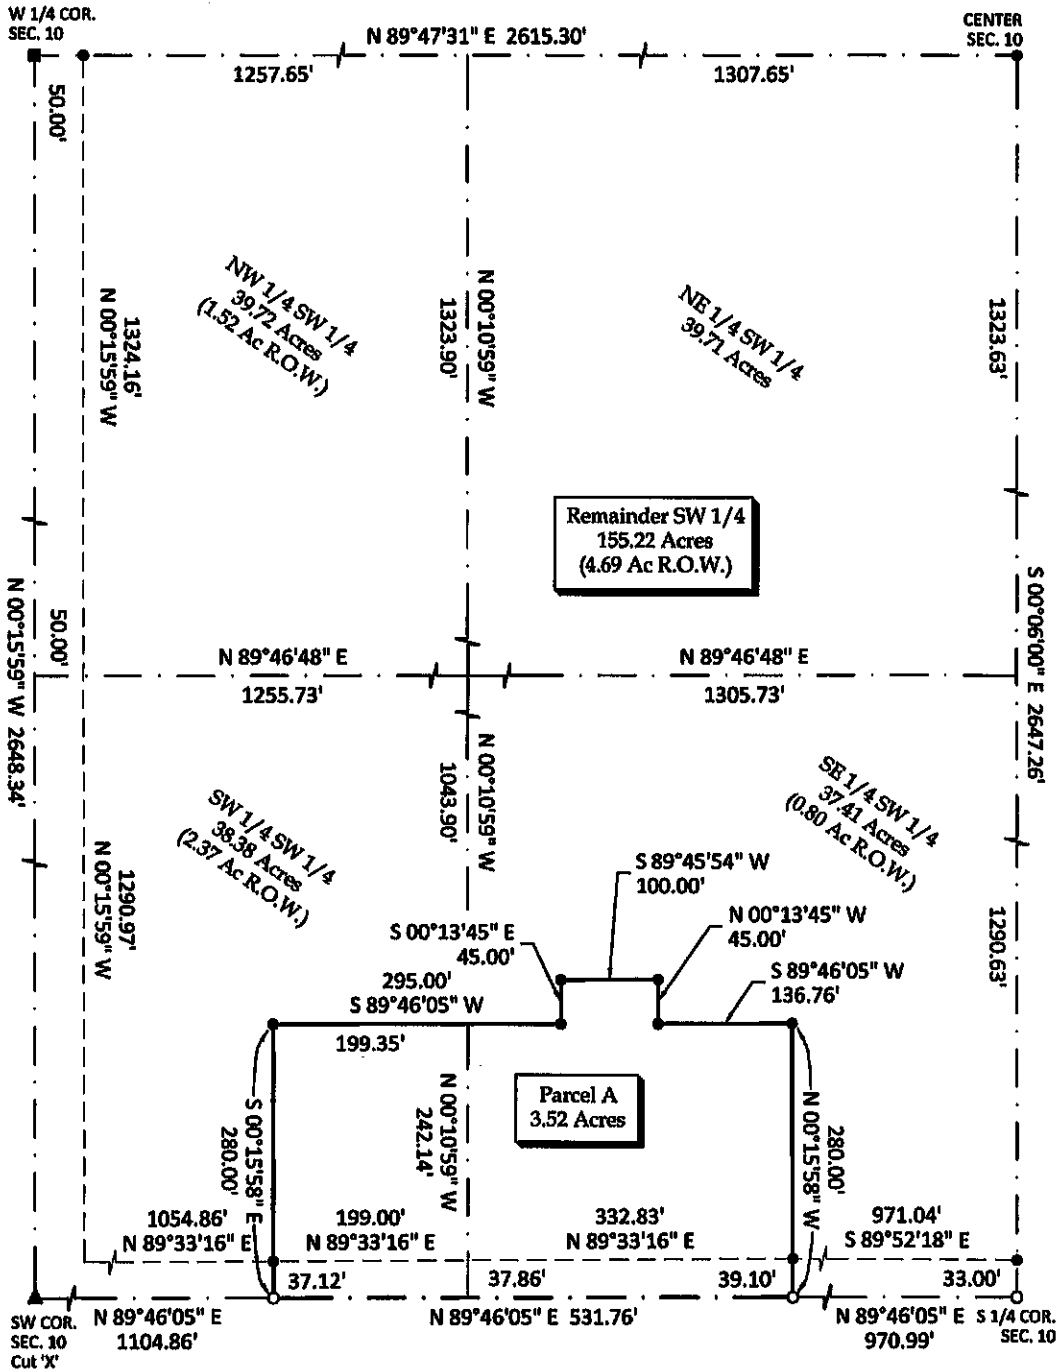 W 1/4 COR.
SEC. 10
N 89°47'31" E 2615.30'
CENTER
SEC. 10
1257.65'
1307.65'
50.00'
N 00°15'59" W
1324.16'
NW 1/4 SW 1/4
39.72 Acres
(1.52 Ac R.O.W.)
N 00°10'59" W
1323.90'
NE 1/4 SW 1/4
39.71 Acres
1323.63'
Remainder SW 1/4
155.22 Acres
(4.69 Ac R.O.W.)
N 00°15'59" W 2648.34'
50.00'
N 89°46'48" E
1255.73'
N 89°46'48" E
1305.73'
S 00°06'00" E 2647.26'
N 00°10'59" W
1043.90'
SW 1/4 SW 1/4
38.38 Acres
(2.37 Ac R.O.W.)
SE 1/4 SW 1/4
37.41 Acres
(0.80 Ac R.O.W.)
1290.97'
N 00°15'59" W
S 89°45'54" W
100.00'
S 00°13'45" E
45.00'
N 00°13'45" W
45.00'
1290.63'
295.00'
S 89°46'05" W
S 89°46'05" W
136.76'
199.35'
Parcel A
3.52 Acres
S 00°15'58" E
280.00'
N 00°10'59" W
242.14'
280.00'
N 00°15'58" W
1054.86'
N 89°33'16" E
199.00'
N 89°33'16" E
332.83'
N 89°33'16" E
971.04'
S 89°52'18" E
37.12'
37.86'
39.10'
33.00'
SW COR.
SEC. 10
Cut 'X'
N 89°46'05" E
1104.86'
N 89°46'05" E 531.76'
N 89°46'05" E
970.99'
S 1/4 COR.
SEC. 10